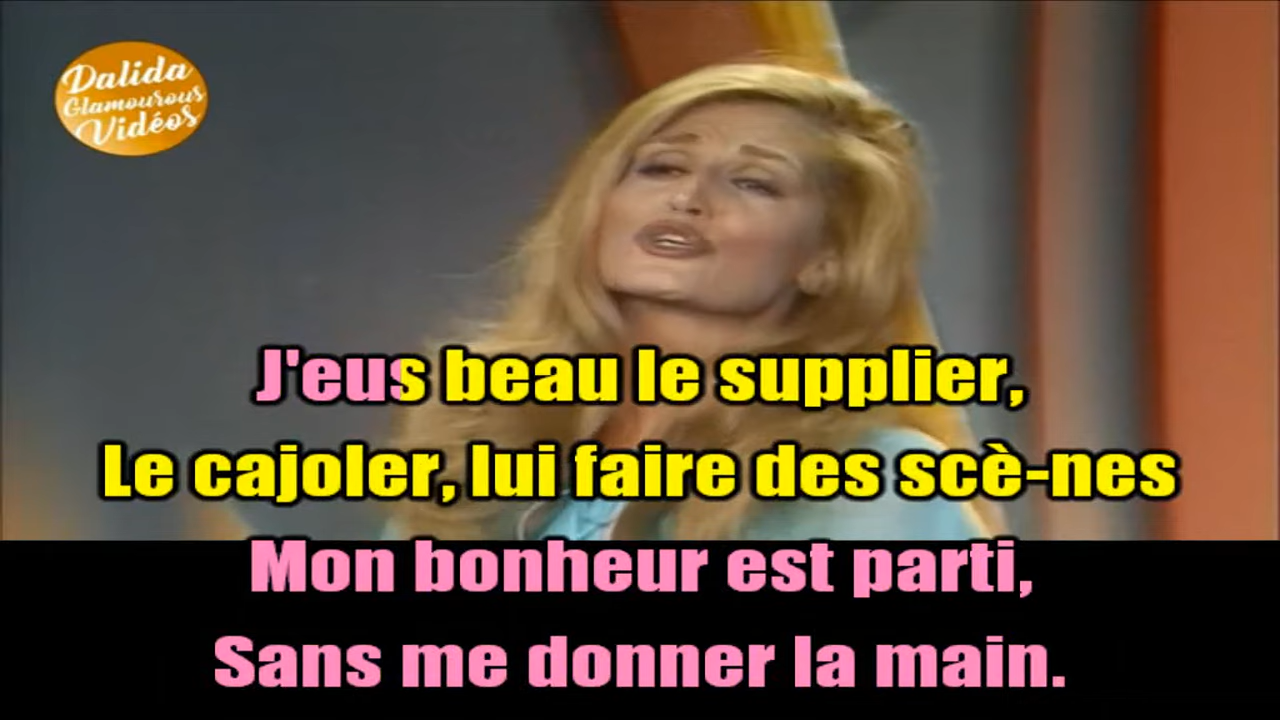 Dalida
Glamourous
Vidéos
J'eus beau le supplier,
Le cajoler, lui faire des scè-nes
Mon bonheur est parti,
Sans me donner la main.